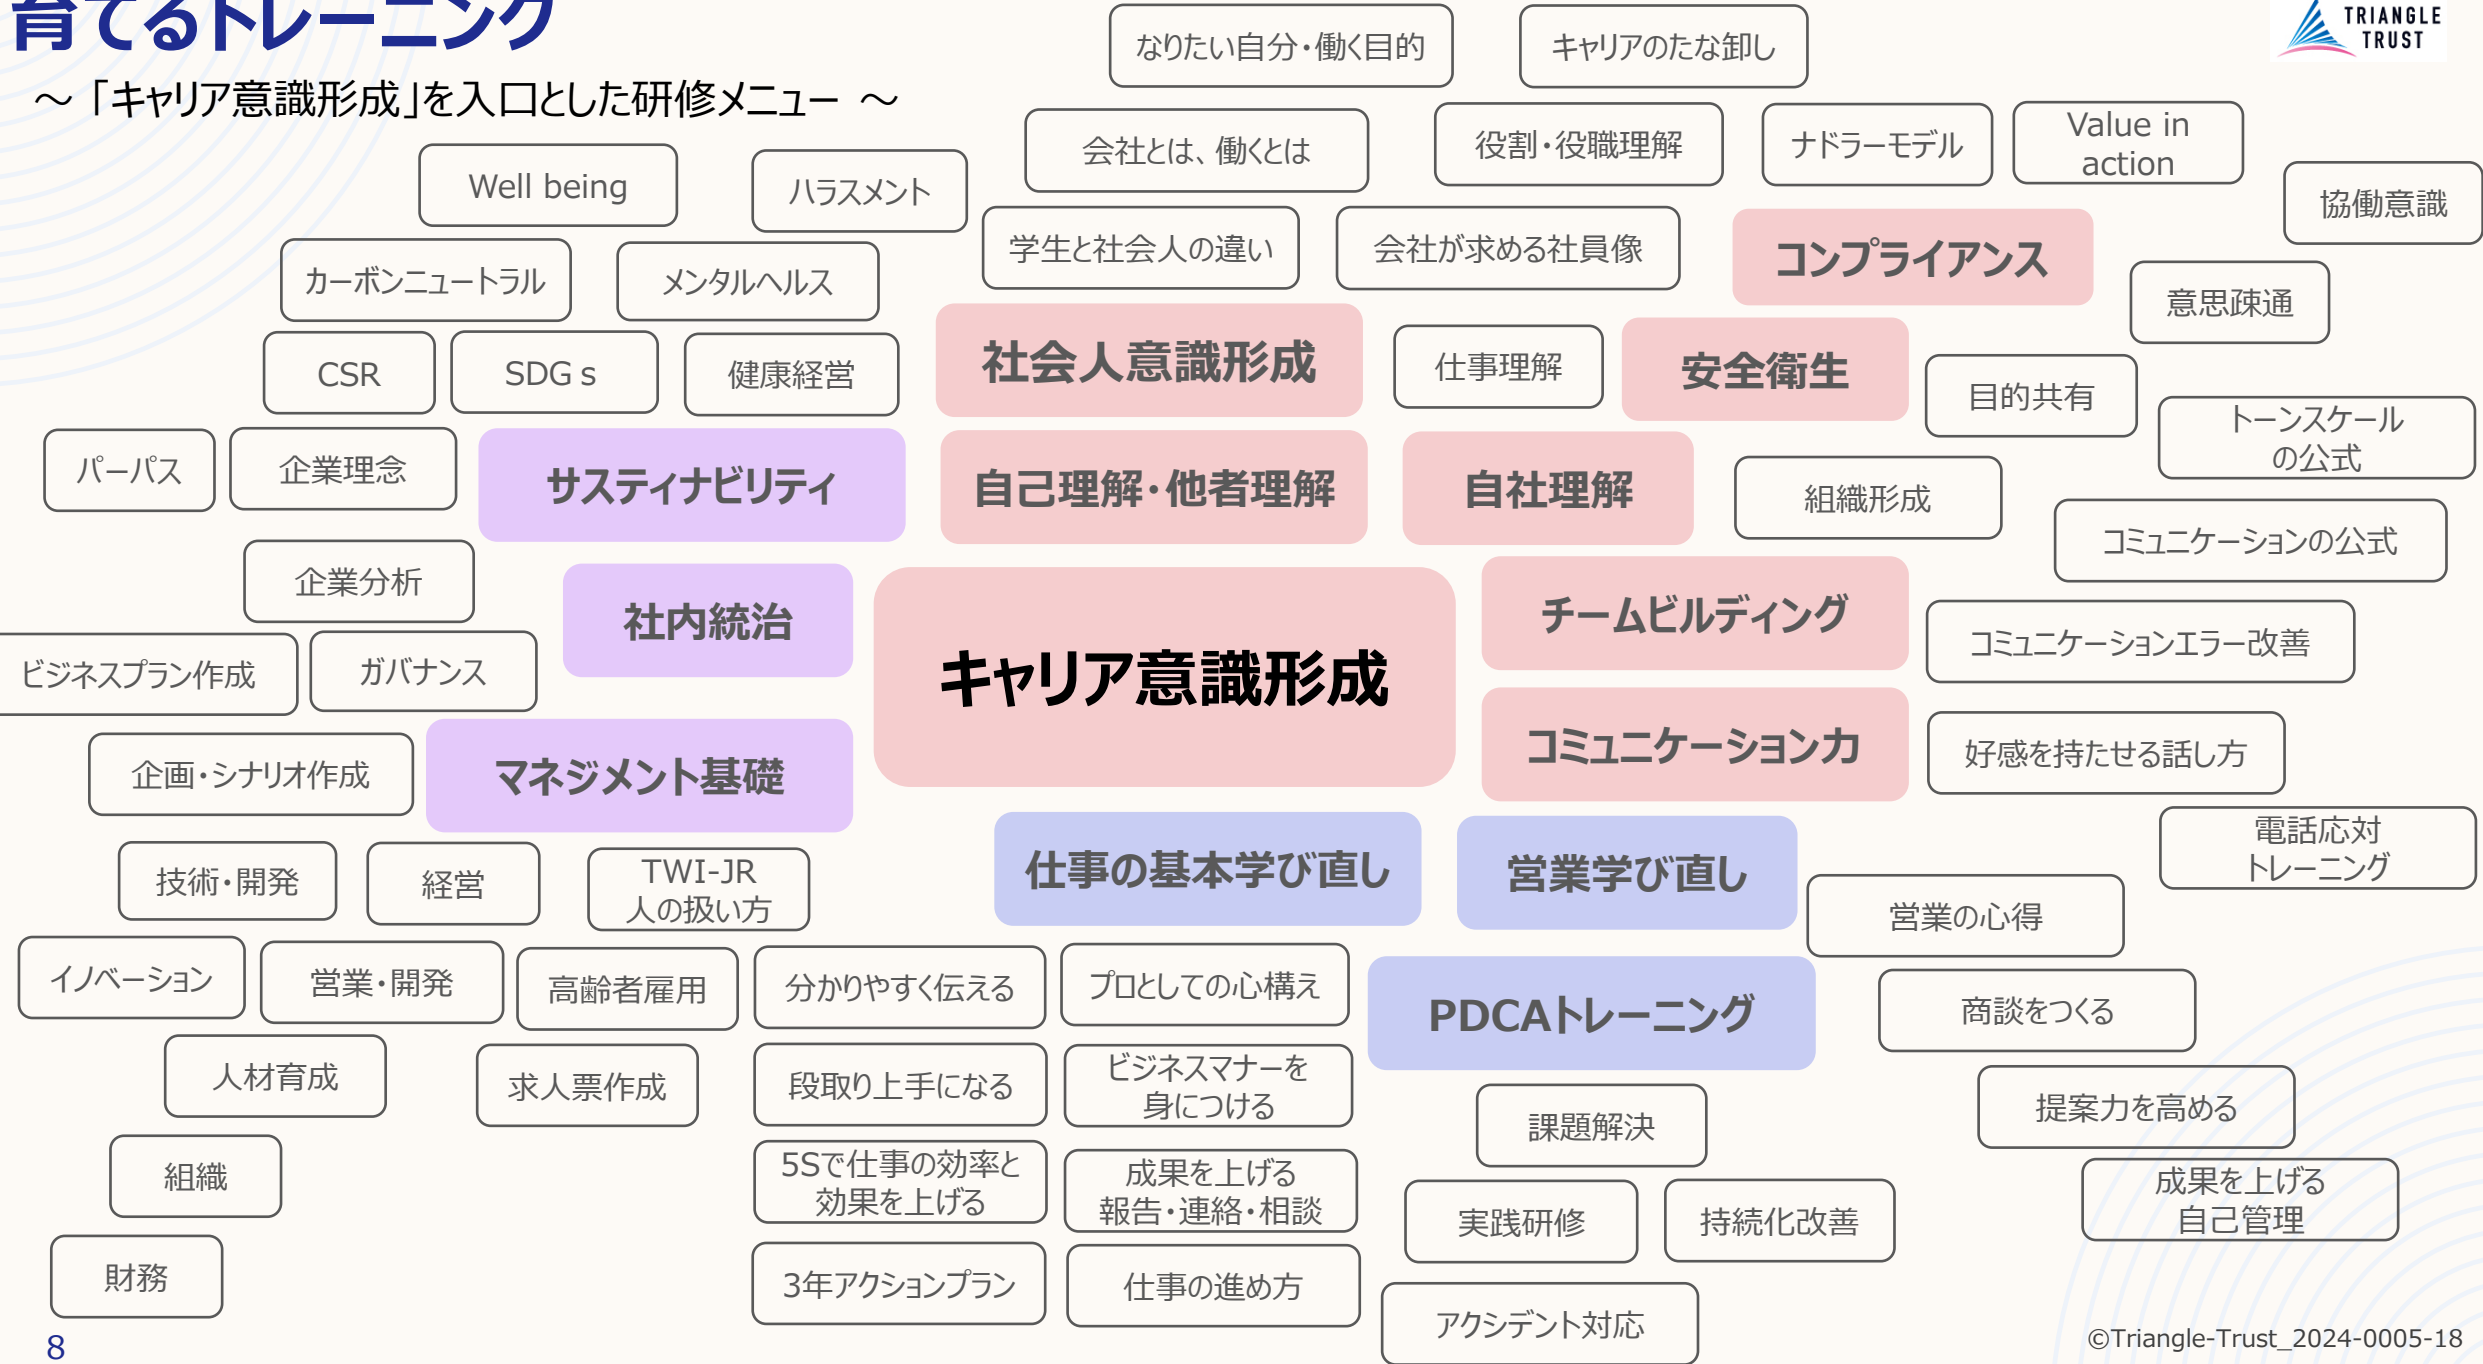 育てるトレーニング
TRIANGLE
TRUST
～「キャリア意識形成」を入口とした研修メニュー ～
なりたい自分・働く目的
キャリアのたな卸し
会社とは、働くとは
役割・役職理解
ナドラーモデル
Value in
action
Well being
ハラスメント
協働意識
学生と社会人の違い
会社が求める社員像
コンプライアンス
カーボンニュートラル
メンタルヘルス
意思疎通
CSR
SDGｓ
健康経営
社会人意識形成
仕事理解
安全衛生
目的共有
トーンスケール
の公式
パーパス
企業理念
サスティナビリティ
自己理解・他者理解
自社理解
組織形成
コミュニケーションの公式
企業分析
社内統治
チームビルディング
コミュニケーションエラー改善
ビジネスプラン作成
ガバナンス
キャリア意識形成
企画・シナリオ作成
マネジメント基礎
コミュニケーション力
好感を持たせる話し方
電話応対
トレーニング
技術・開発
経営
TWI-JR
人の扱い方
仕事の基本学び直し
営業学び直し
営業の心得
イノベーション
営業・開発
高齢者雇用
分かりやすく伝える
プロとしての心構え
PDCAトレーニング
商談をつくる
人材育成
求人票作成
段取り上手になる
ビジネスマナーを
身につける
課題解決
提案力を高める
組織
5Sで仕事の効率と
効果を上げる
成果を上げる
報告・連絡・相談
実践研修
持続化改善
成果を上げる
自己管理
財務
3年アクションプラン
仕事の進め方
アクシデント対応
8
©Triangle-Trust_2024-0005-18